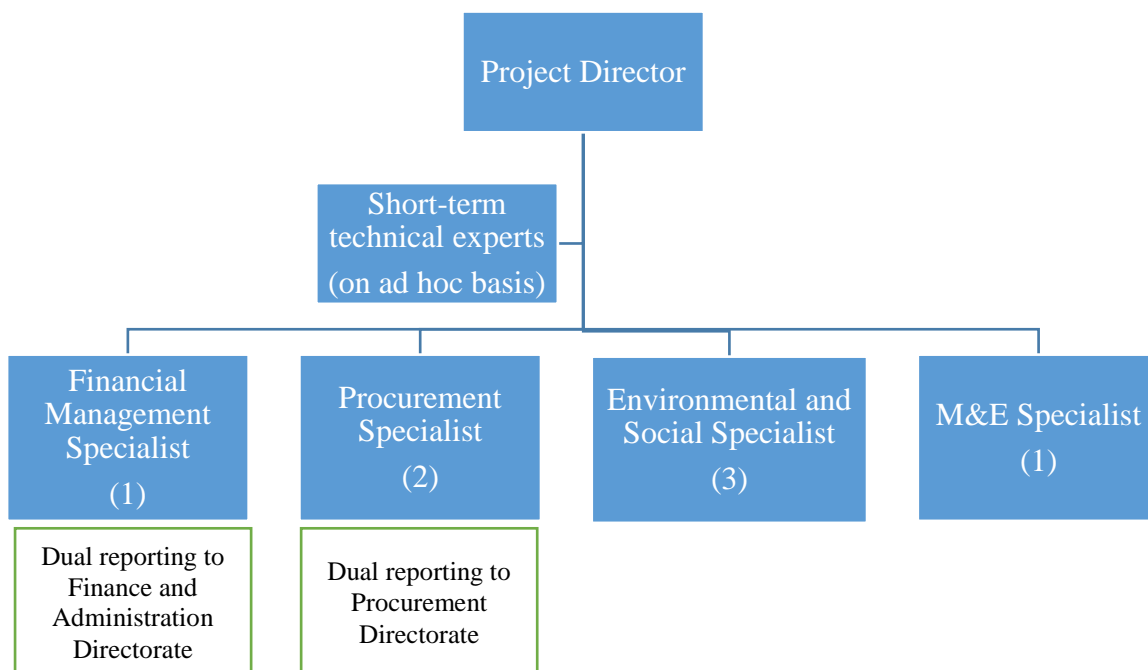 Project Director
Short-term
technical experts
(on ad hoc basis)
Financial
Management
Specialist
(1)
Procurement
Specialist
(2)
Environmental and
Social Specialist
(3)
M&E Specialist
(1)
Dual reporting to
Finance and
Administration
Directorate
Dual reporting to
Procurement
Directorate